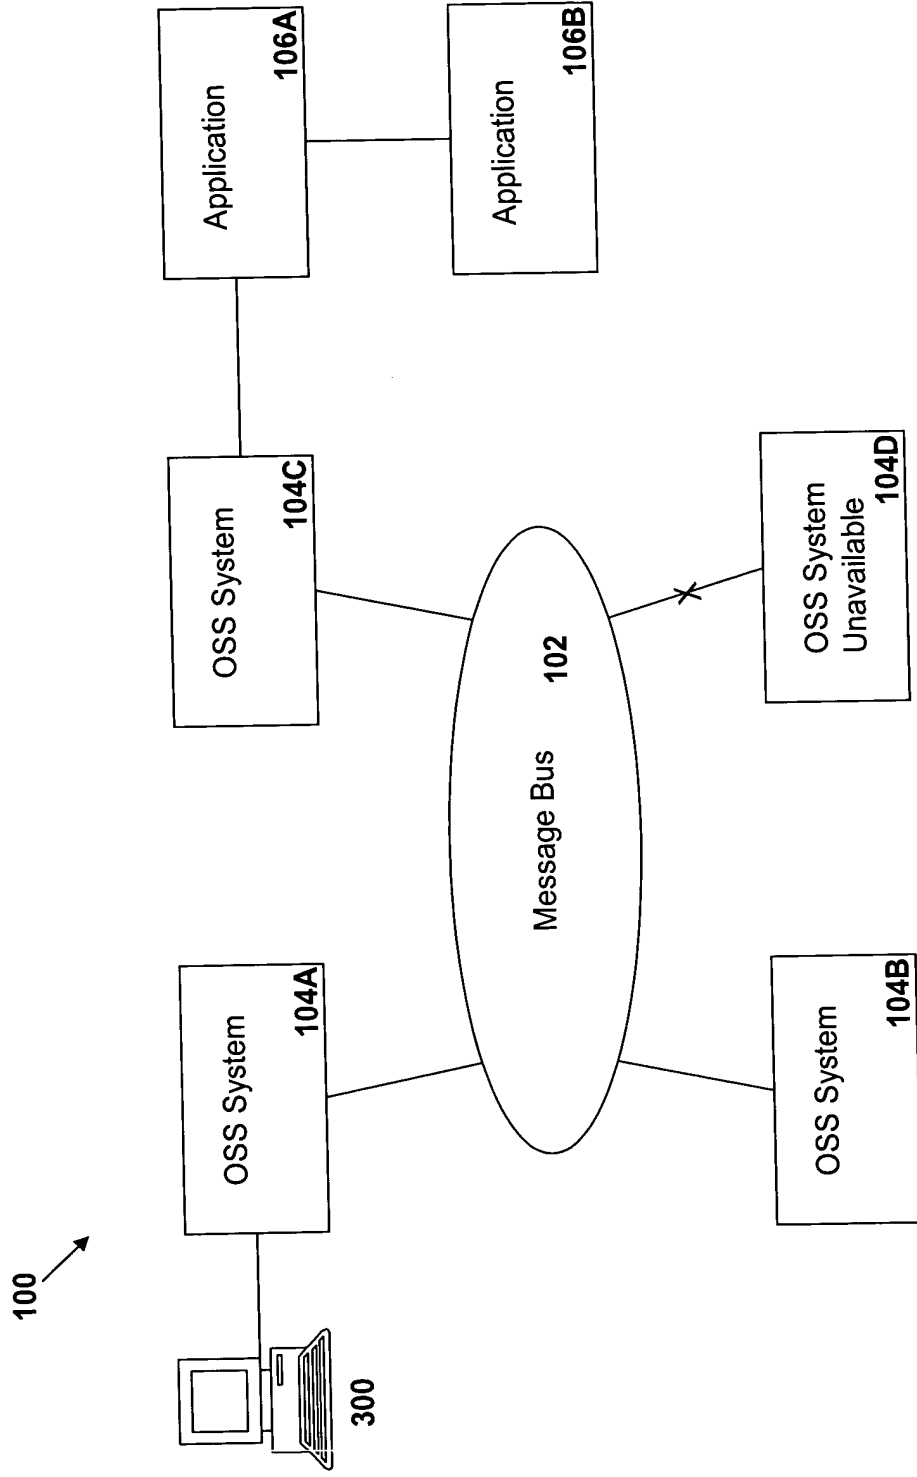 100
300
OSS System
104A
OSS System
104C
Application
106A
Message Bus
102
Application
106B
OSS System
104B
OSS System
Unavailable
104D